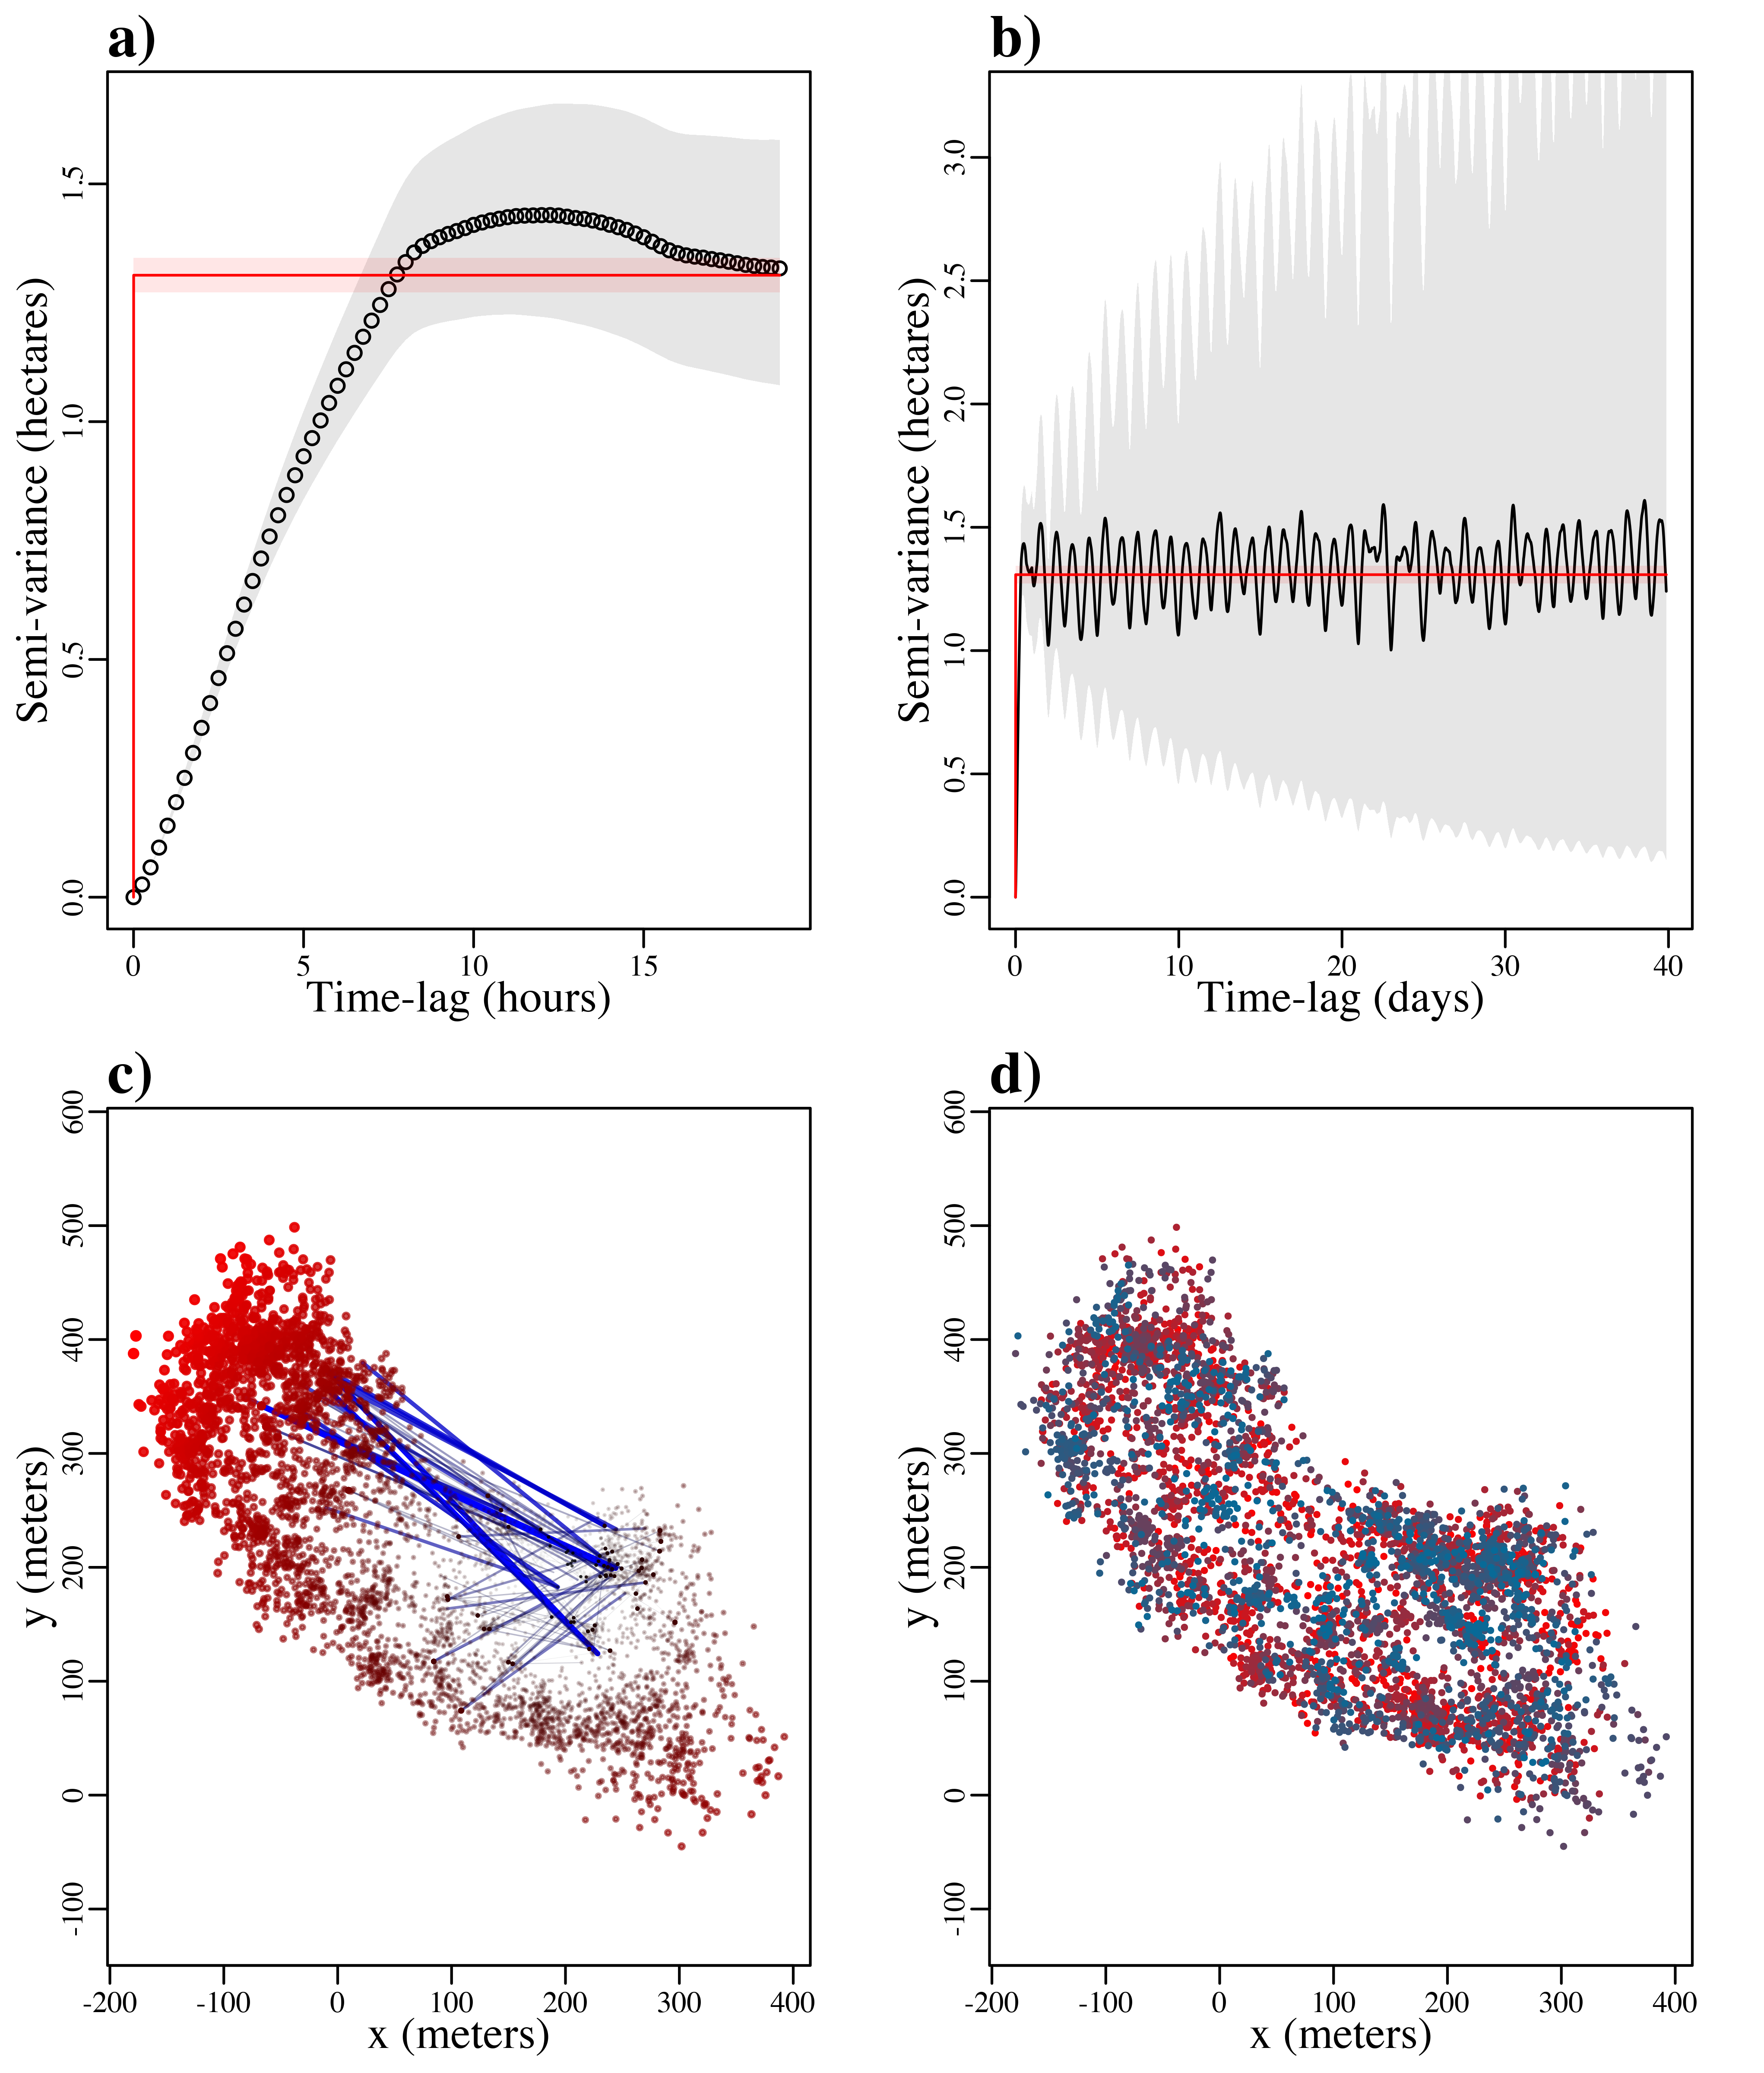 a)
Semi-variance (hectares)
1.5
1.0
0.5
0.0
0 5 10 15
Time-lag (hours)
b)
Semi-variance (hectares)
3.0
2.5
2.0
1.5
1.0
0.5
0.0
0 10 20 30 40
Time-lag (days)
c)
y (meters)
600
500
400
300
200
100
0
-100
-200 -100 0 100 200 300 400
x (meters)
d)
y (meters)
600
500
400
300
200
100
0
-100
-200 -100 0 100 200 300 400
x (meters)